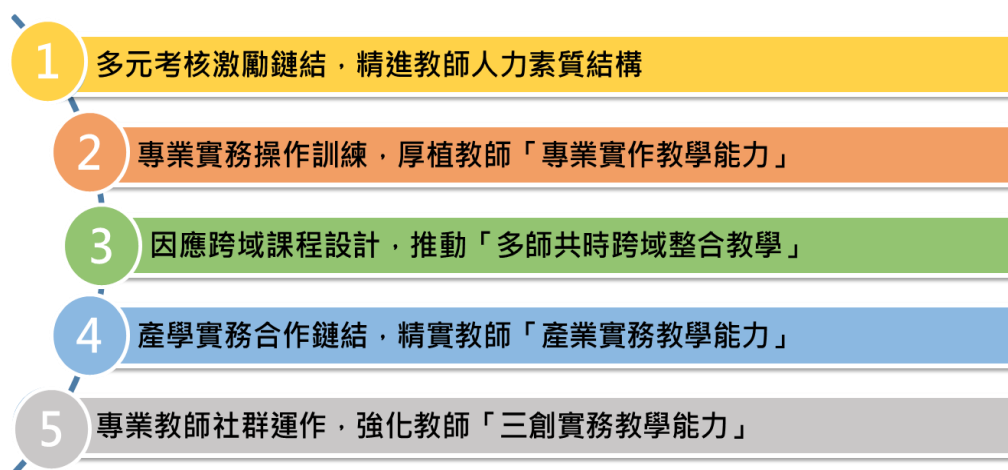 1 多元考核激勵鏈結，精進教師人力素質結構
2 專業實務操作訓練，厚植教師「專業實作教學能力」
3 因應跨域課程設計，推動「多師共時跨域整合教學」
4 產學實務合作鏈結，精實教師「產業實務教學能力」
5 專業教師社群運作，強化教師「三創實務教學能力」